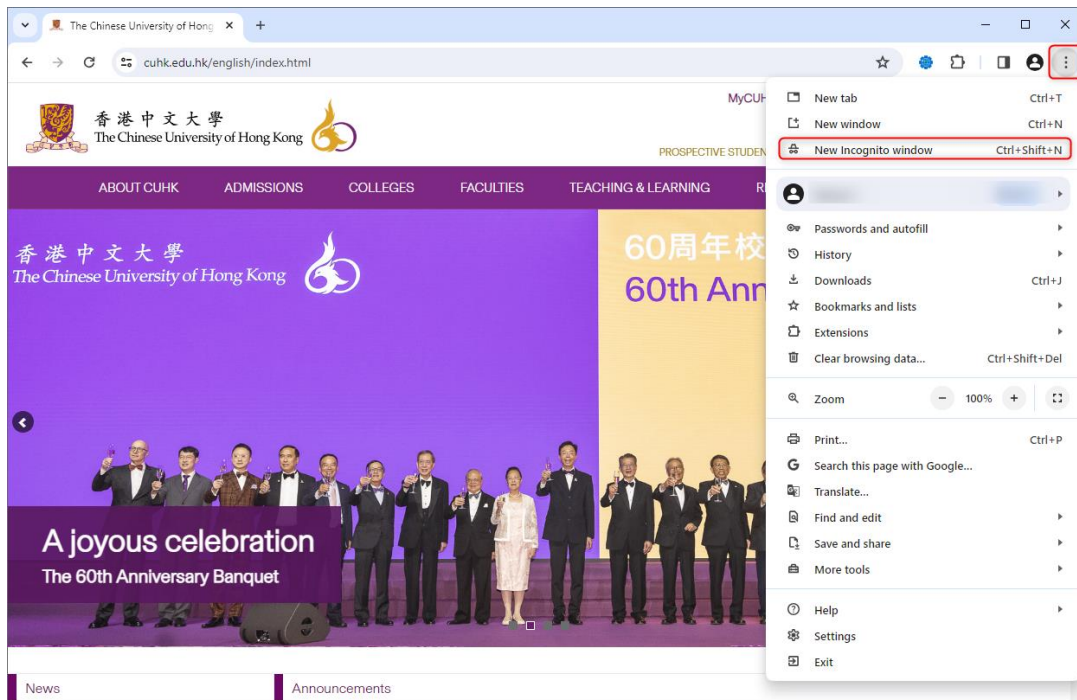 The Chinese University of Hong
cuhk.edu.hk/english/index.html
香港中文大學
The Chinese University of Hong Kong
MyCUH
PROSPECTIVE STUDEN
ABOUT CUHK ADMISSIONS COLLEGES FACULTIES TEACHING & LEARNING R
香港中文大學
The Chinese University of Hong Kong
60周年校
60th Ann
A joyous celebration
The 60th Anniversary Banquet
News
Announcements
New tab Ctrl+T
New window Ctrl+N
New Incognito window Ctrl+Shift+N
Passwords and autofill
History
Downloads Ctrl+J
Bookmarks and lists
Extensions
Clear browsing data... Ctrl+Shift+Del
Zoom - 100% +
Print... Ctrl+P
Search this page with Google...
Translate...
Find and edit
Save and share
More tools
Help
Settings
Exit